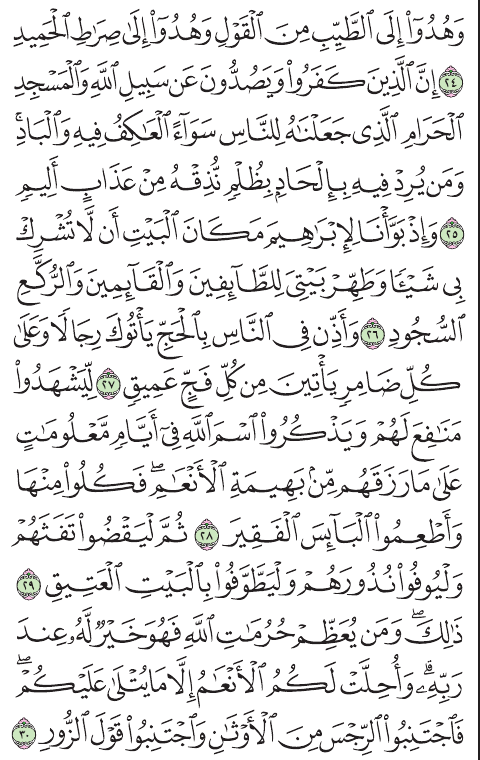 وَهُدُوٓا۟ إِلَى ٱلطَّيِّبِ مِنَ ٱلْقَوْلِ وَهُدُوٓا۟ إِلَىٰ صِرَٰطِ ٱلْحَمِيدِ
٢٤ إِنَّ ٱلَّذِينَ كَفَرُوا۟ وَيَصُدُّونَ عَن سَبِيلِ ٱللَّهِ وَٱلْمَسْجِدِ
ٱلْحَرَامِ ٱلَّذِى جَعَلْنَٰهُ لِلنَّاسِ سَوَآءً ٱلْعَٰكِفُ فِيهِ وَٱلْبَادِ ۚ
وَمَن يُرِدْ فِيهِ بِإِلْحَادٍۭ بِظُلْمٍ نُّذِقْهُ مِنْ عَذَابٍ أَلِيمٍ
٢٥ وَإِذْ بَوَّأْنَا لِإِبْرَٰهِيمَ مَكَانَ ٱلْبَيْتِ أَن لَّا تُشْرِكْ
بِى شَيْـًٔا وَطَهِّرْ بَيْتِىَ لِلطَّآئِفِينَ وَٱلْقَآئِمِينَ وَٱلرُّكَّعِ
ٱلسُّجُودِ ٢٦ وَأَذِّن فِى ٱلنَّاسِ بِٱلْحَجِّ يَأْتُوكَ رِجَالًا وَعَلَىٰ
كُلِّ ضَامِرٍ يَأْتِينَ مِن كُلِّ فَجٍّ عَمِيقٍ ٢٧ لِّيَشْهَدُوا۟
مَنَٰفِعَ لَهُمْ وَيَذْكُرُوا۟ ٱسْمَ ٱللَّهِ فِىٓ أَيَّامٍ مَّعْلُومَٰتٍ
عَلَىٰ مَا رَزَقَهُم مِّنۢ بَهِيمَةِ ٱلْأَنْعَٰمِ ۖ فَكُلُوا۟ مِنْهَا
وَأَطْعِمُوا۟ ٱلْبَآئِسَ ٱلْفَقِيرَ ٢٨ ثُمَّ لْيَقْضُوا۟ تَفَثَهُمْ
وَلْيُوفُوا۟ نُذُورَهُمْ وَلْيَطَّوَّفُوا۟ بِٱلْبَيْتِ ٱلْعَتِيقِ ٢٩
ذَٰلِكَ ۖ وَمَن يُعَظِّمْ حُرُمَٰتِ ٱللَّهِ فَهُوَ خَيْرٌ لَّهُۥ عِندَ
رَبِّهِۦ ۗ وَأُحِلَّتْ لَكُمُ ٱلْأَنْعَٰمُ إِلَّا مَا يُتْلَىٰ عَلَيْكُمْ ۖ
فَٱجْتَنِبُوا۟ ٱلرِّجْسَ مِنَ ٱلْأَوْثَٰنِ وَٱجْتَنِبُوا۟ قَوْلَ ٱلزُّورِ ٣٠